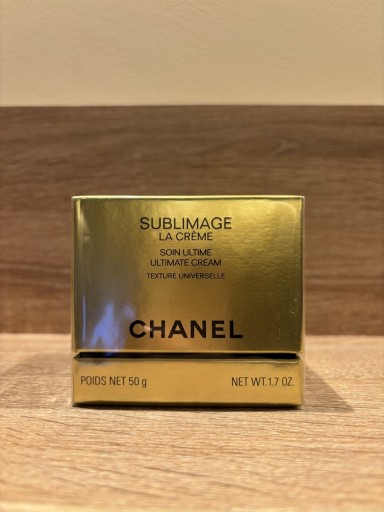 SUBLIMAGE
LA CRÈME
SOIN ULTIME
ULTIMATE CREAM
TEXTURE UNIVERSELLE
CHANEL
POIDS NET 50 g NET WT.1.7 OZ.